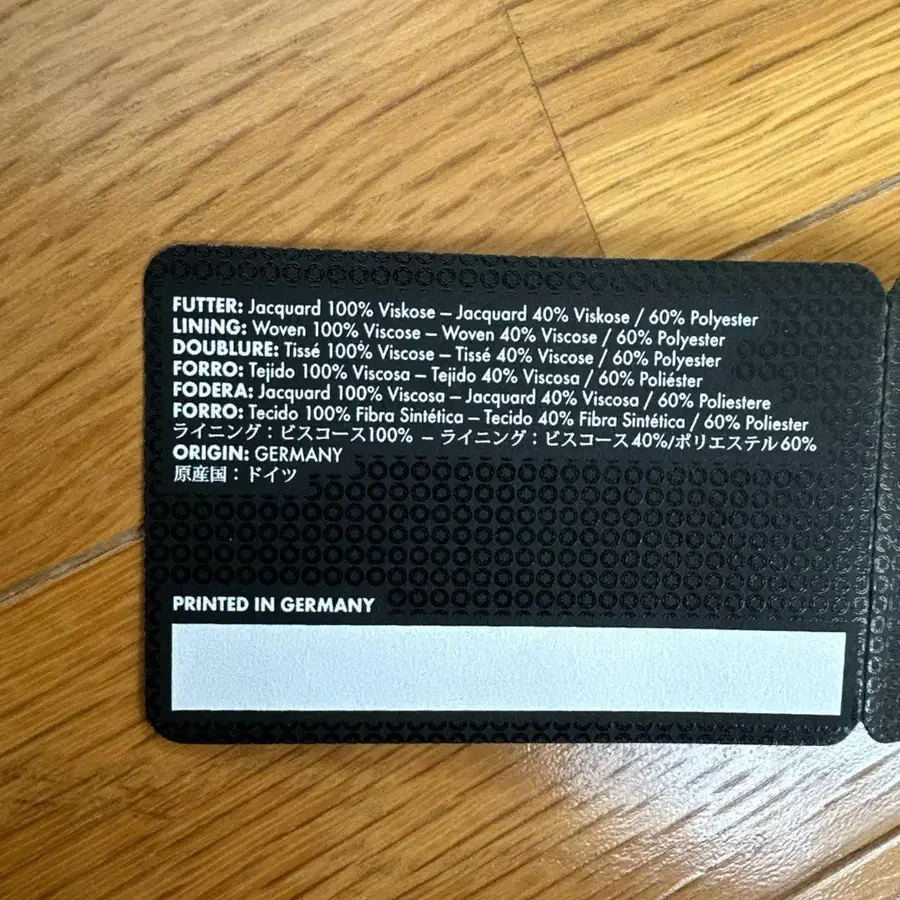 FUTTER: Jacquard 100% Viskose – Jacquard 40% Viskose / 60% Polyester
LINING: Woven 100% Viscose – Woven 40% Viscose / 60% Polyester
DOUBLURE: Tissé 100% Viscose – Tissé 40% Viscose / 60% Polyester
FORRO: Tejido 100% Viscosa – Tejido 40% Viscosa / 60% Poliéster
FODERA: Jacquard 100% Viscosa – Jacquard 40% Viscosa / 60% Poliestere
FORRO: Tecido 100% Fibra Sintética – Tecido 40% Fibra Sintética / 60% Poliester
ライニング：ビスコース100% – ライニング：ビスコース40%/ポリエステル60%
ORIGIN: GERMANY
原産国：ドイツ
PRINTED IN GERMANY